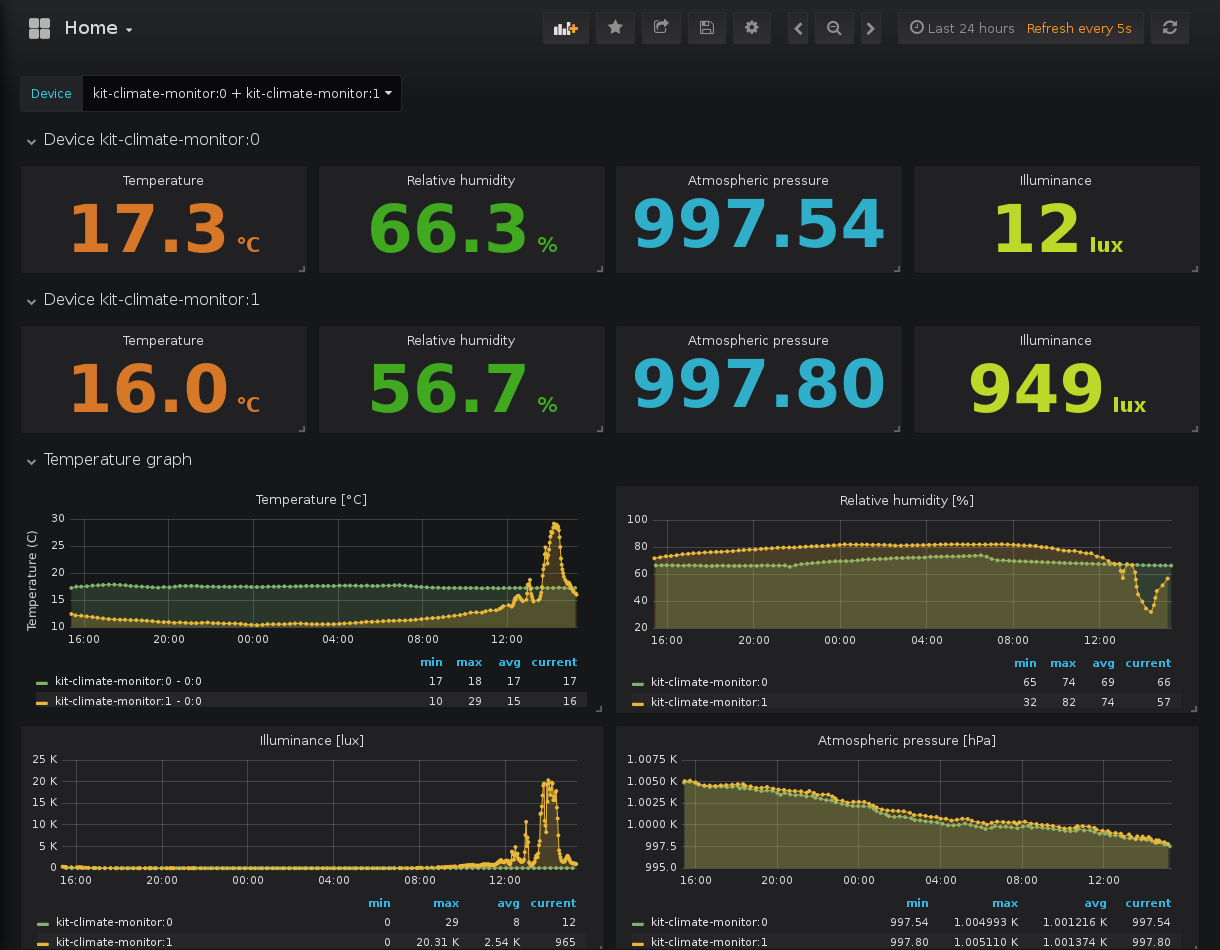 Home
Last 24 hours Refresh every 5s
Device kit-climate-monitor:0 + kit-climate-monitor:1
Device kit-climate-monitor:0
Temperature Relative humidity Atmospheric pressure Illuminance
17.3 °C 66.3 % 997.54 12 lux
Device kit-climate-monitor:1
Temperature Relative humidity Atmospheric pressure Illuminance
16.0 °C 56.7 % 997.80 949 lux
Temperature graph
Temperature [°C]
Temperature (C)
30
25
20
15
10
16:00 20:00 00:00 04:00 08:00 12:00
min max avg current
kit-climate-monitor:0 - 0:0 17 18 17 17
kit-climate-monitor:1 - 0:0 10 29 15 16
Relative humidity [%]
100
80
60
40
20
16:00 20:00 00:00 04:00 08:00 12:00
min max avg current
kit-climate-monitor:0 65 74 69 66
kit-climate-monitor:1 32 82 74 57
Illuminance [lux]
25 K
20 K
15 K
10 K
5 K
0
16:00 20:00 00:00 04:00 08:00 12:00
min max avg current
kit-climate-monitor:0 0 29 8 12
kit-climate-monitor:1 0 20.31 K 2.54 K 965
Atmospheric pressure [hPa]
1.0075 K
1.0050 K
1.0025 K
1.0000 K
997.5
995.0
16:00 20:00 00:00 04:00 08:00 12:00
min max avg current
kit-climate-monitor:0 997.54 1.004993 K 1.001216 K 997.54
kit-climate-monitor:1 997.80 1.005110 K 1.001374 K 997.80